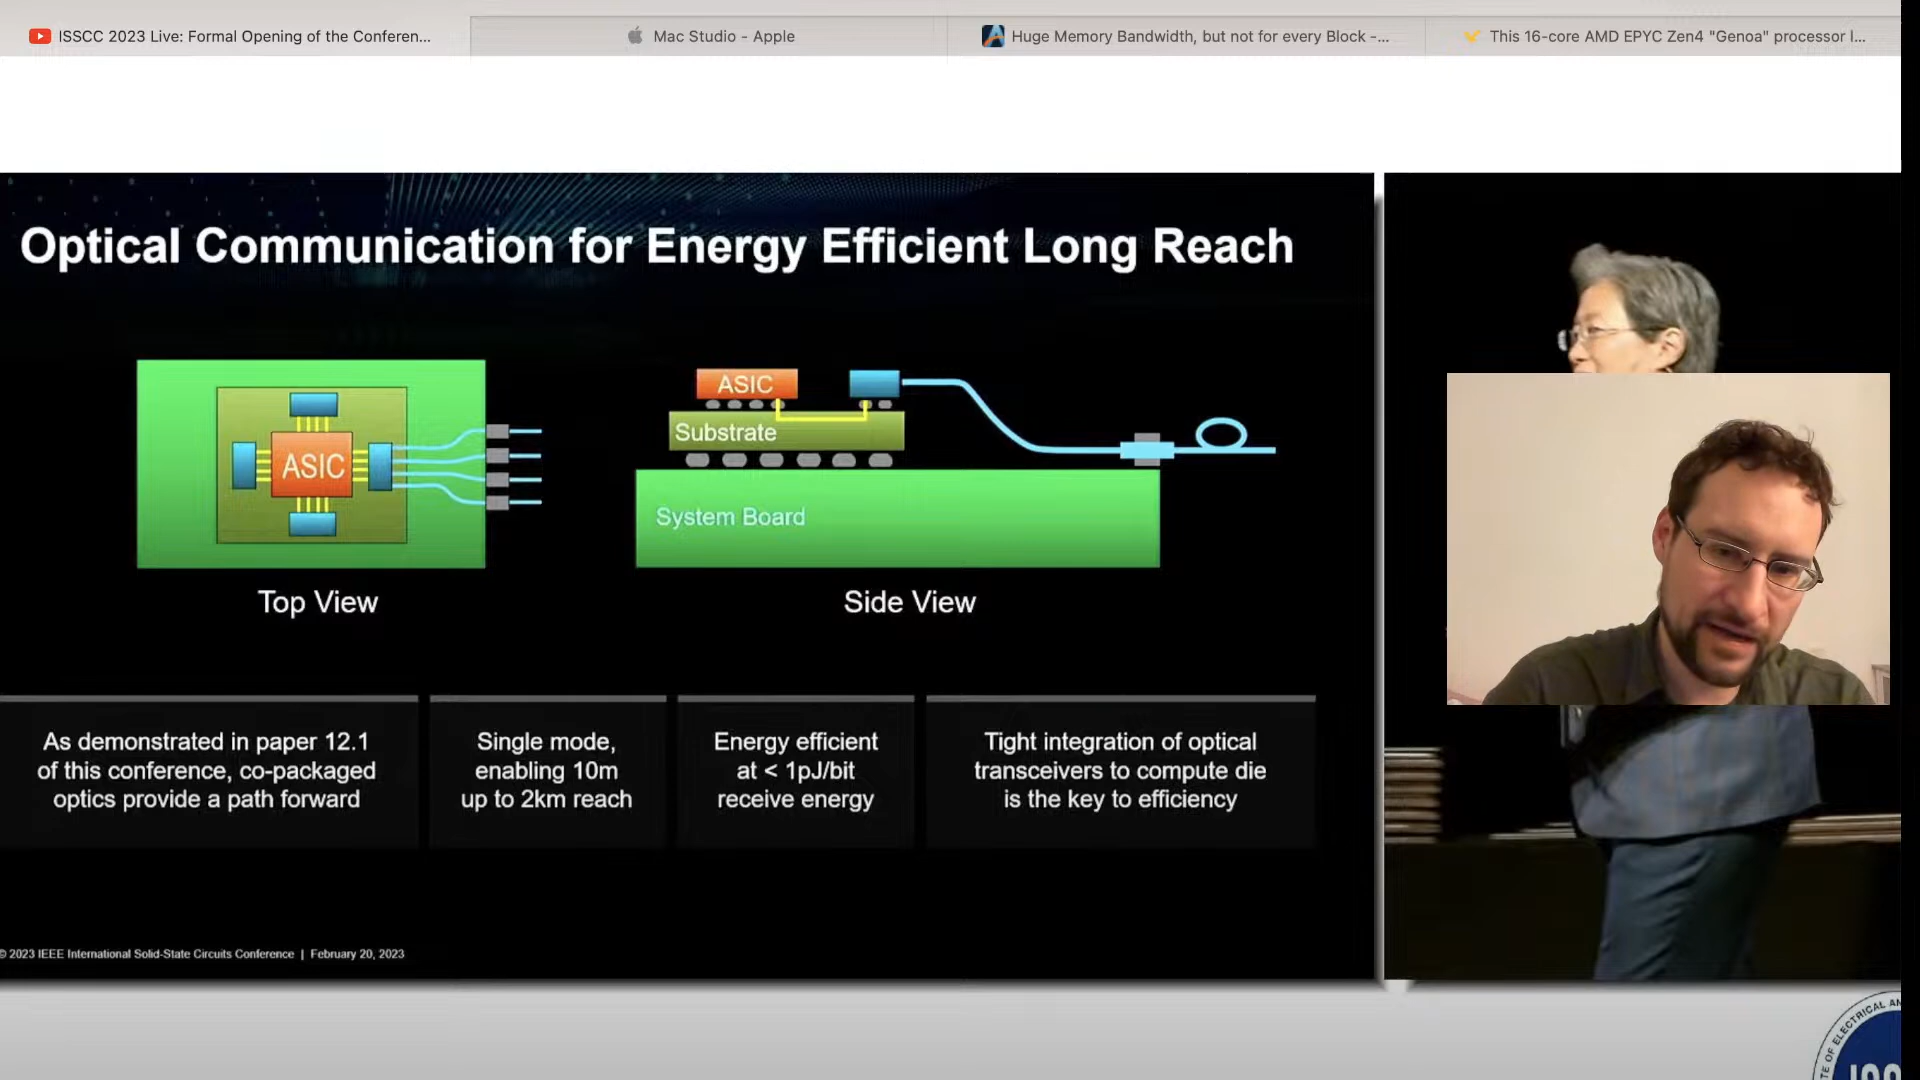 ISSCC 2023 Live: Formal Opening of the Conferen...
Mac Studio - Apple
Huge Memory Bandwidth, but not for every Block -...
This 16-core AMD EPYC Zen4 "Genoa" processor I...
Optical Communication for Energy Efficient Long Reach
ASIC
Top View
ASIC
Substrate
System Board
Side View
As demonstrated in paper 12.1
of this conference, co-packaged
optics provide a path forward
Single mode,
enabling 10m
up to 2km reach
Energy efficient
at < 1pJ/bit
receive energy
Tight integration of optical
transceivers to compute die
is the key to efficiency
© 2023 IEEE International Solid-State Circuits Conference | February 20, 2023